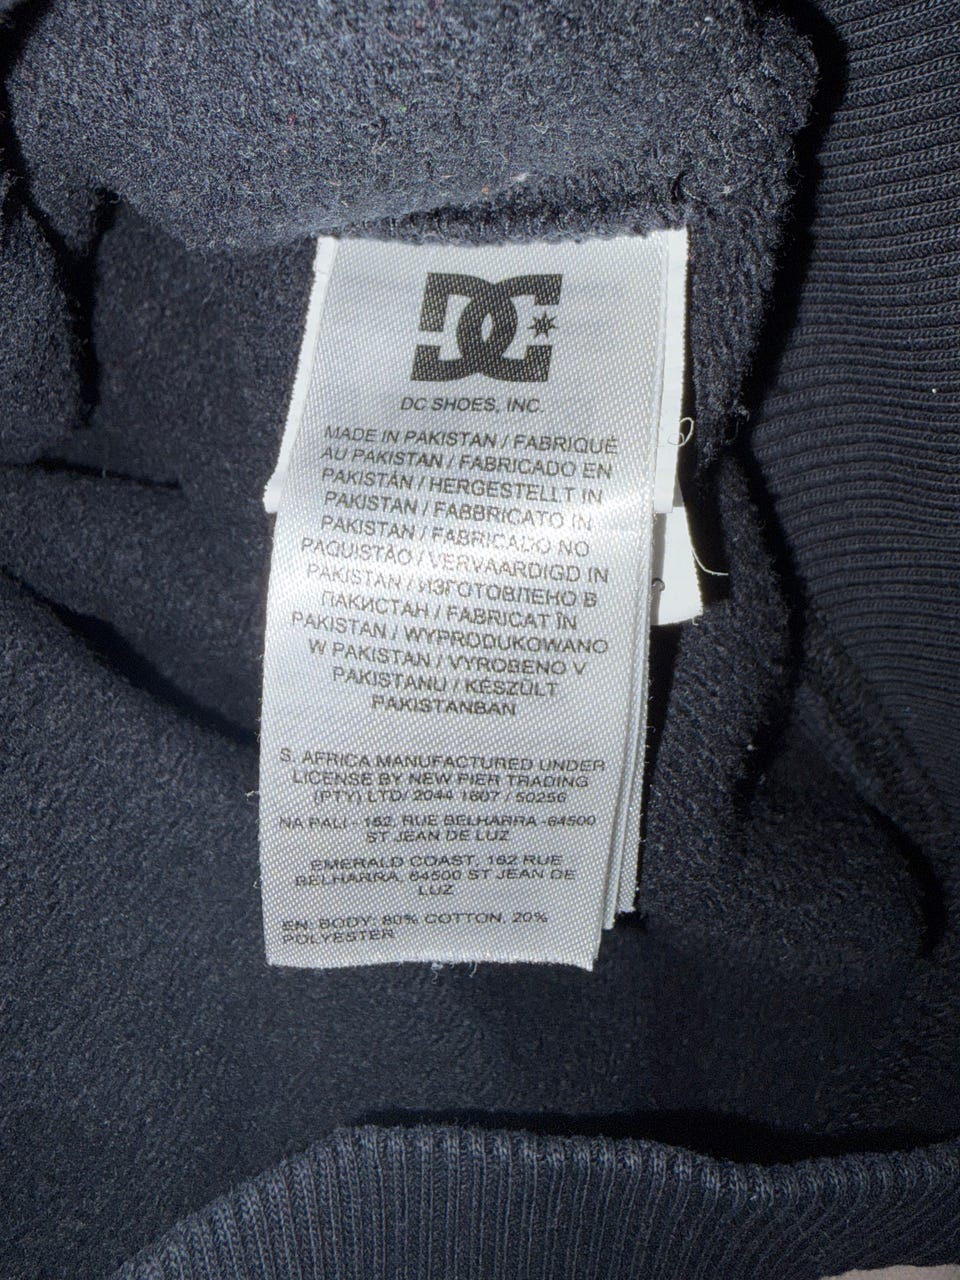 DC
DC SHOES, INC.
MADE IN PAKISTAN / FABRIQUÉ
AU PAKISTAN / FABRICADO EN
PAKISTÁN / HERGESTELLT IN
PAKISTAN / FABBRICATO IN
PAKISTAN / FABRICADO NO
PAQUISTÃO / VERVAARDIGD IN
PAKISTAN / ИЗГОТОВЛЕНО В
ПАКИСТАН / FABRICAT ÎN
PAKISTAN / WYPRODUKOWANO
W PAKISTAN / VYROBENO V
PÁKISTÁNU / KÉSZÜLT
PAKISZTÁNBAN
S. AFRICA MANUFACTURED UNDER
LICENSE BY NEW PIER TRADING
(PTY) LTD/ 2044 1607 / 50256
NA PALI - 162, RUE BELHARRA -64500
ST JEAN DE LUZ
EMERALD COAST, 162 RUE
BELHARRA, 64500 ST JEAN DE
LUZ
EN: BODY: 80% COTTON, 20%
POLYESTER